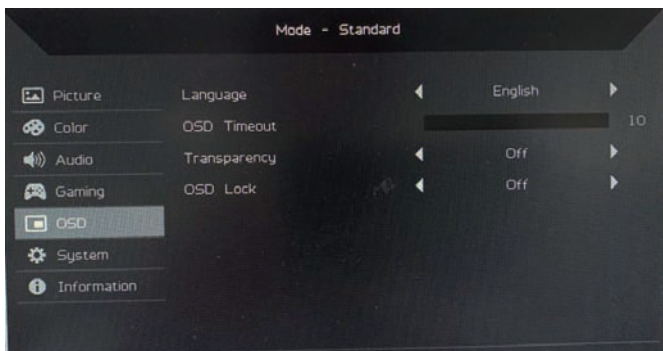 Mode - Standard
Picture
Color
Audio
Gaming
OSD
System
Information
Language English
OSD Timeout 10
Transparency Off
OSD Lock Off